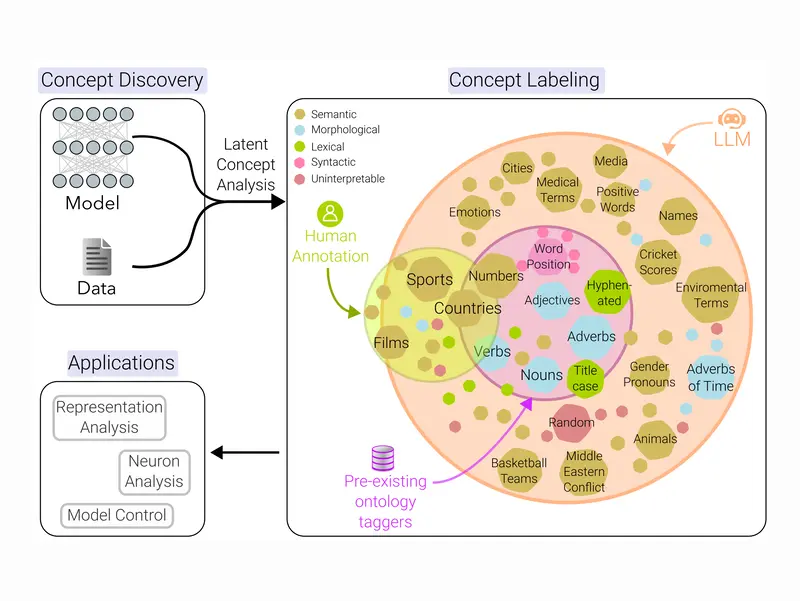 Concept Discovery
Model
Data
Latent
Concept
Analysis
Applications
Representation
Analysis
Neuron
Analysis
Model Control
Concept Labeling
Semantic
Morphological
Lexical
Syntactic
Uninterpretable
LLM
Human
Annotation
Pre-existing
ontology
taggers
Cities
Media
Medical
Terms
Positive
Words
Emotions
Names
Word
Position
Cricket
Scores
Sports
Numbers
Hyphen-
ated
Enviromental
Terms
Countries
Adjectives
Films
Verbs
Adverbs
Nouns
Title
case
Gender
Pronouns
Adverbs
of Time
Random
Animals
Basketball
Teams
Middle
Eastern
Conflict